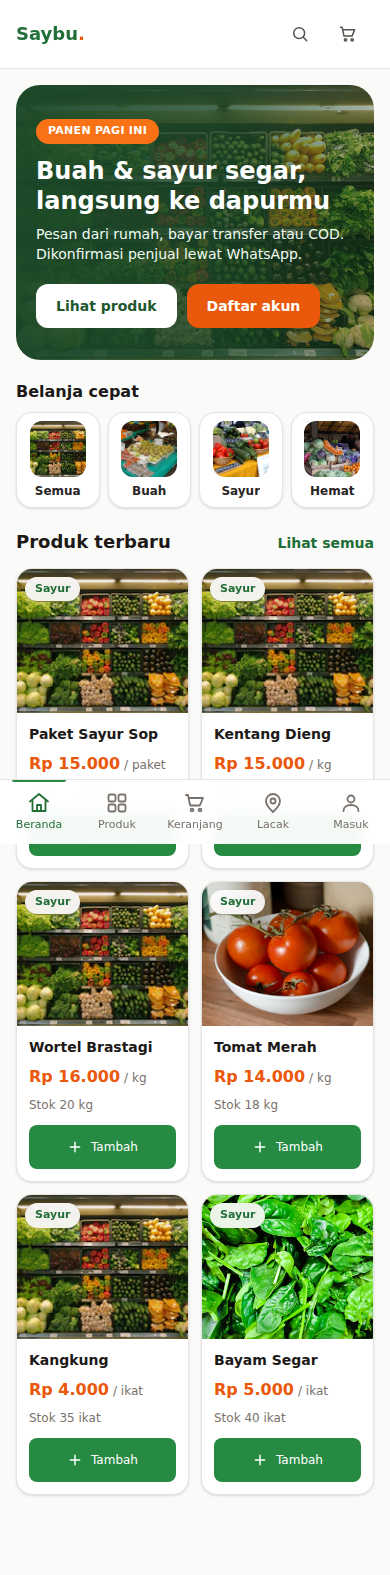 Saybu.
PANEN PAGI INI
Buah & sayur segar,
langsung ke dapurmu
Pesan dari rumah, bayar transfer atau COD.
Dikonfirmasi penjual lewat WhatsApp.
Lihat produk
Daftar akun
Belanja cepat
Semua
Buah
Sayur
Hemat
Produk terbaru
Lihat semua
Sayur
Sayur
Paket Sayur Sop
Kentang Dieng
Rp 15.000 / paket
Rp 15.000 / kg
Beranda
Produk
Keranjang
Lacak
Masuk
Sayur
Sayur
Wortel Brastagi
Tomat Merah
Rp 16.000 / kg
Rp 14.000 / kg
Stok 20 kg
Stok 18 kg
+ Tambah
+ Tambah
Sayur
Sayur
Kangkung
Bayam Segar
Rp 4.000 / ikat
Rp 5.000 / ikat
Stok 35 ikat
Stok 40 ikat
+ Tambah
+ Tambah